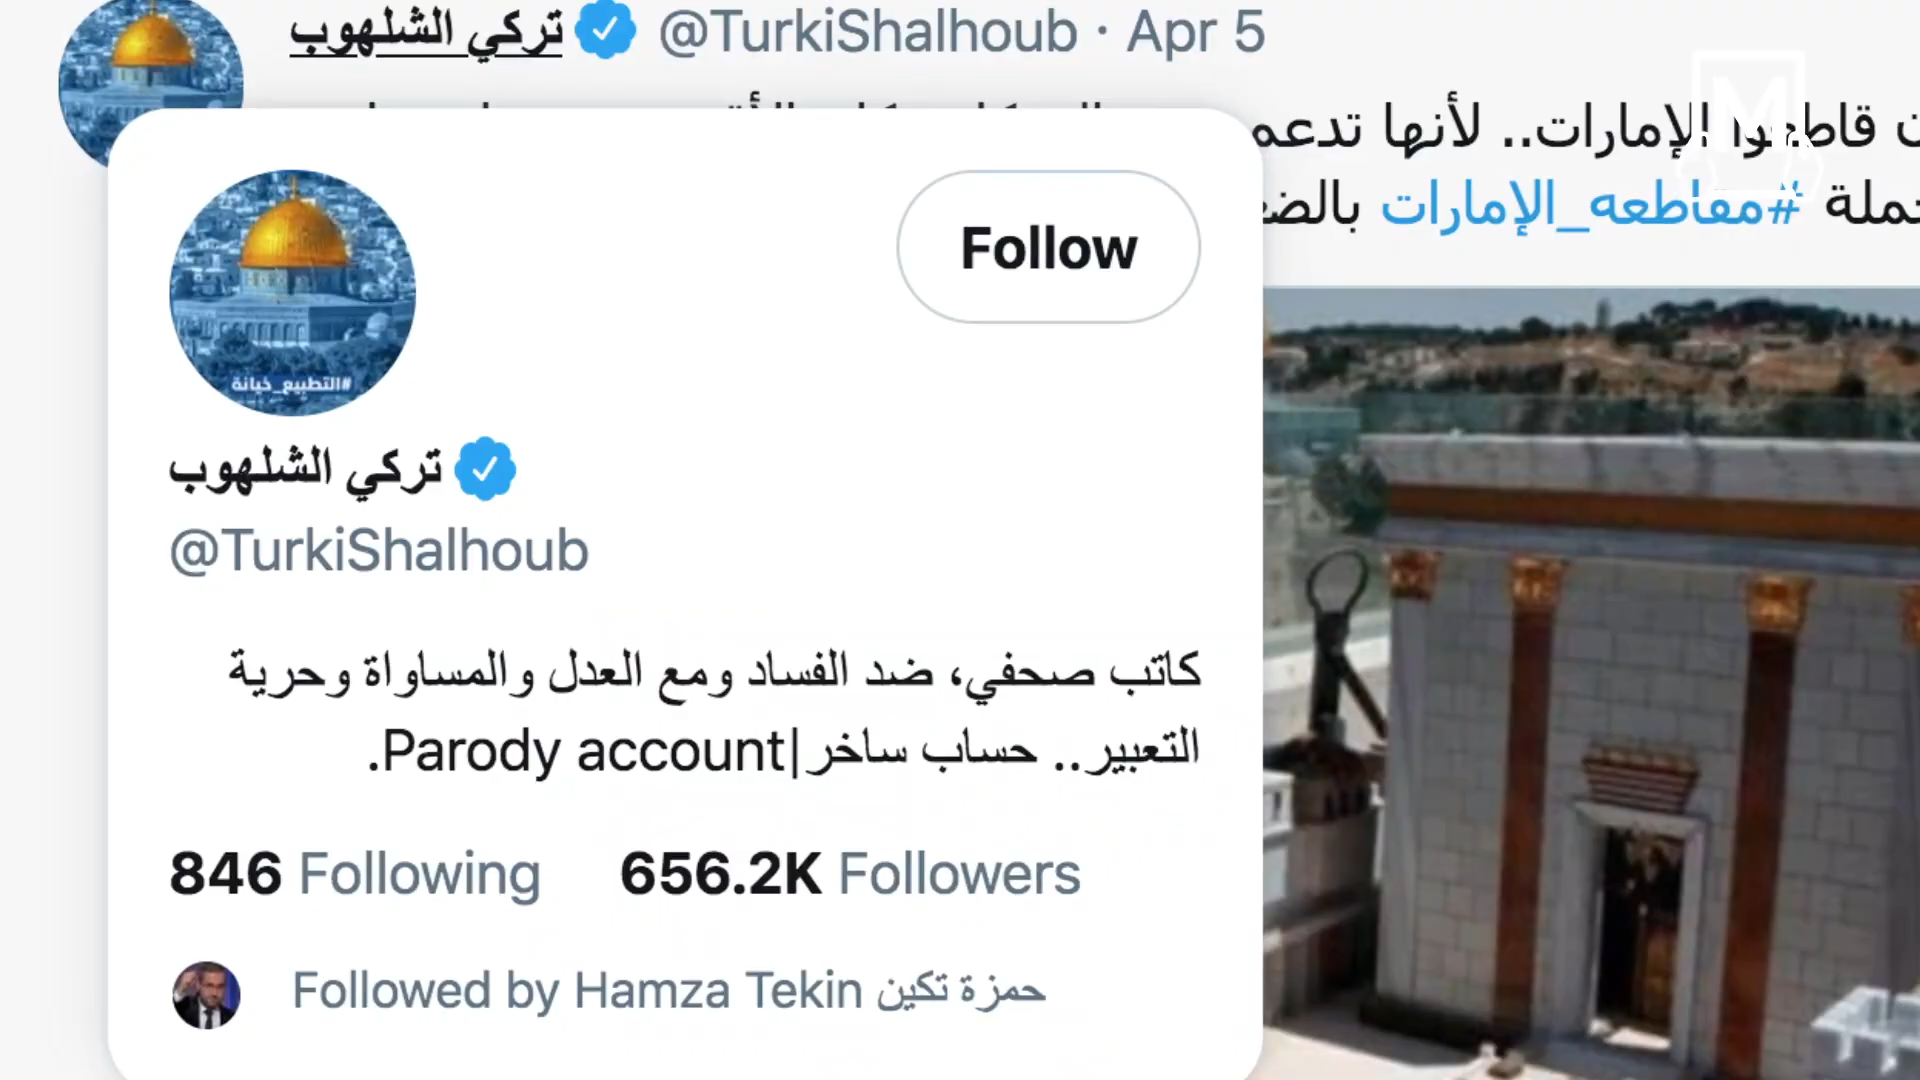 تركي الشلهوب @TurkiShalhoub · Apr 5
قاطعوا الإمارات.. لأنها تدعم
#مقاطعه_الإمارات
M
Follow
#التطبيع_خيانة
تركي الشلهوب
@TurkiShalhoub
كاتب صحفي، ضد الفساد ومع العدل والمساواة وحرية
التعبير.. حساب ساخر|Parody account.
846 Following 656.2K Followers
Followed by Hamza Tekin حمزة تكين